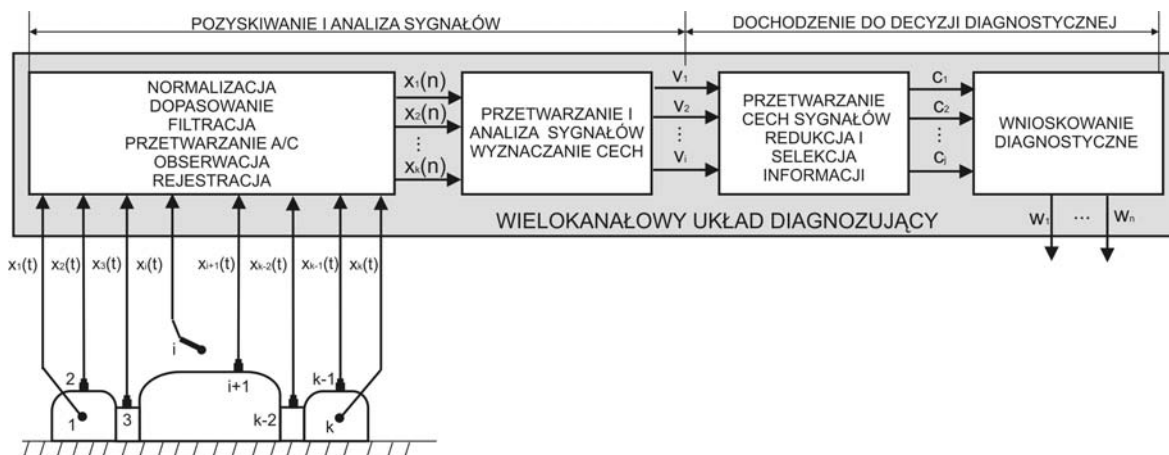 POZYSKIWANIE I ANALIZA SYGNAŁÓW
DOCHODZENIE DO DECYZJI DIAGNOSTYCZNEJ
NORMALIZACJA
DOPASOWANIE
FILTRACJA
PRZETWARZANIE A/C
OBSERWACJA
REJESTRACJA
x₁(n)
x₂(n)
⋮
xₖ(n)
PRZETWARZANIE I
ANALIZA SYGNAŁÓW
WYZNACZANIE CECH
v₁
v₂
⋮
vᵢ
PRZETWARZANIE
CECH SYGNAŁÓW
REDUKCJA I
SELEKCJA
INFORMACJI
c₁
c₂
⋮
cⱼ
WNIOSKOWANIE
DIAGNOSTYCZNE
WIELOKANAŁOWY UKŁAD DIAGNOZUJĄCY
w₁ ... wₙ
x₁(t) x₂(t) x₃(t) xᵢ(t) xᵢ₊₁(t) xₖ₋₂(t) xₖ₋₁(t) xₖ(t)
i
2 i+1 k-1
1 3 k-2 k